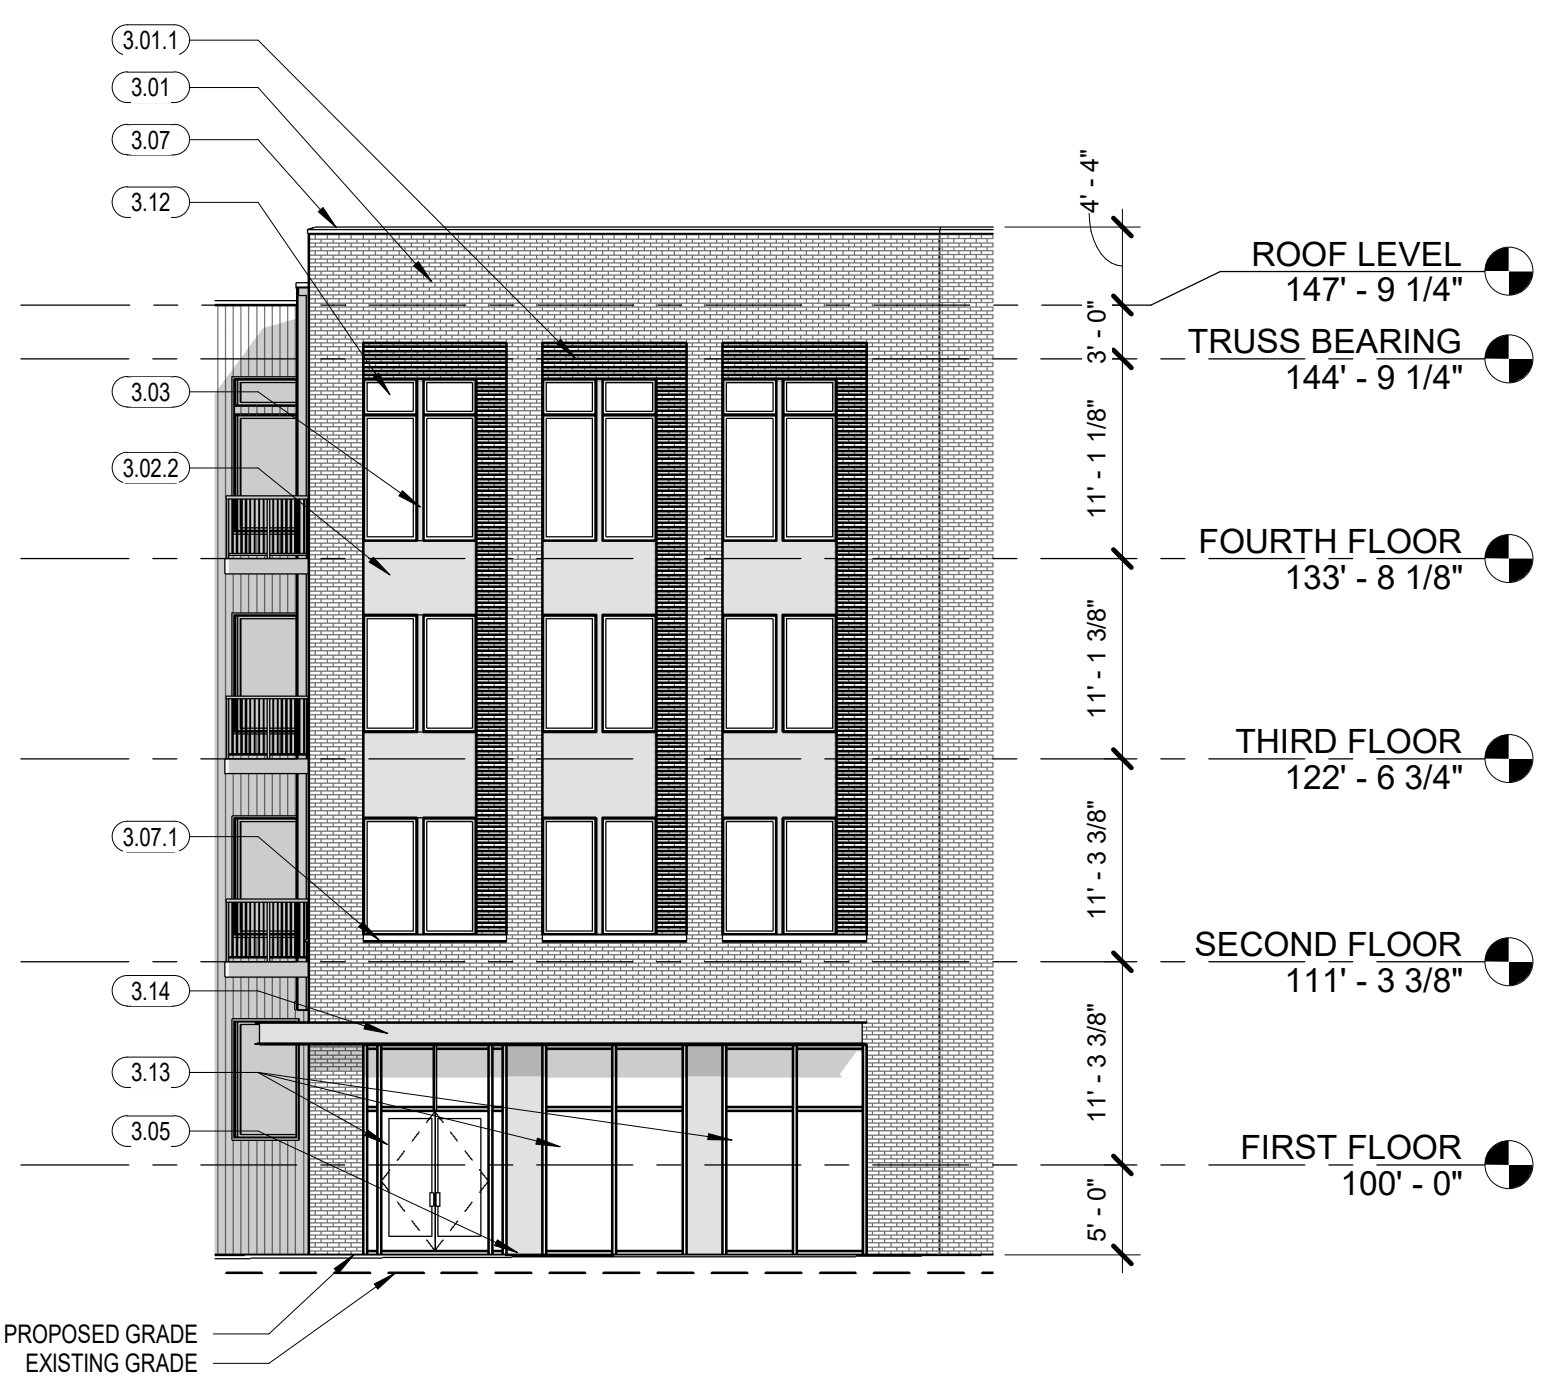 3.01.1
3.01
3.07
3.12
3.03
3.02.2
3.07.1
3.14
3.13
3.05
PROPOSED GRADE
EXISTING GRADE
4' - 4"
3' - 0"
11' - 1 1/8"
11' - 1 3/8"
11' - 3 3/8"
11' - 3 3/8"
5' - 0"
ROOF LEVEL
147' - 9 1/4"
TRUSS BEARING
144' - 9 1/4"
FOURTH FLOOR
133' - 8 1/8"
THIRD FLOOR
122' - 6 3/4"
SECOND FLOOR
111' - 3 3/8"
FIRST FLOOR
100' - 0"